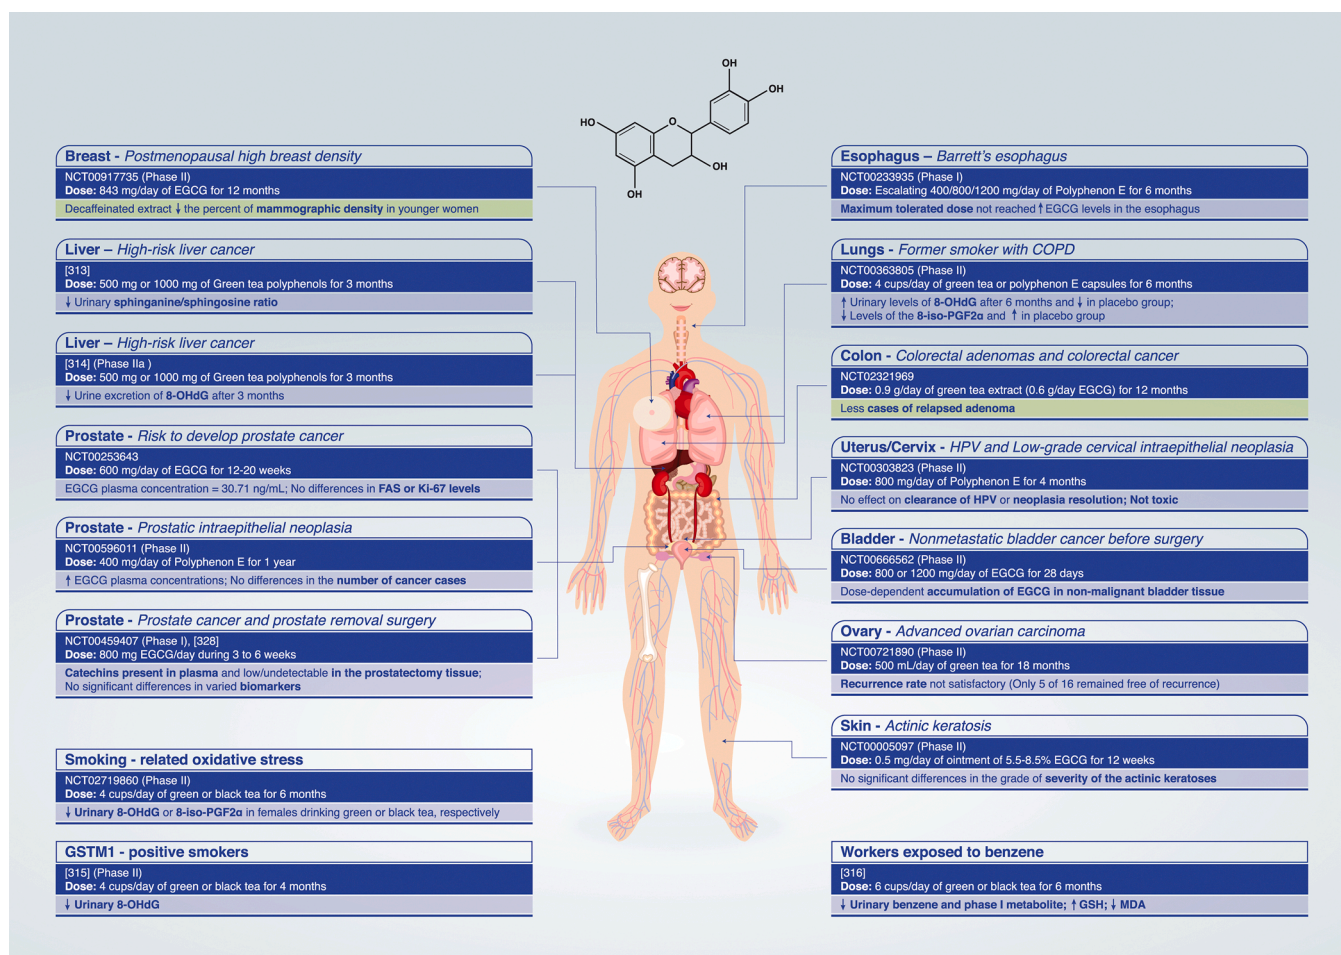 OH
OH
HO
O
OH
OH
Breast - Postmenopausal high breast density
NCT00917735 (Phase II)
Dose: 843 mg/day of EGCG for 12 months
Decaffeinated extract ↓ the percent of mammographic density in younger women
Liver – High-risk liver cancer
[313]
Dose: 500 mg or 1000 mg of Green tea polyphenols for 3 months
↓ Urinary sphinganine/sphingosine ratio
Liver – High-risk liver cancer
[314] (Phase IIa )
Dose: 500 mg or 1000 mg of Green tea polyphenols for 3 months
↓ Urine excretion of 8-OHdG after 3 months
Prostate - Risk to develop prostate cancer
NCT00253643
Dose: 600 mg/day of EGCG for 12-20 weeks
EGCG plasma concentration = 30.71 ng/mL; No differences in FAS or Ki-67 levels
Prostate - Prostatic intraepithelial neoplasia
NCT00596011 (Phase II)
Dose: 400 mg/day of Polyphenon E for 1 year
↑ EGCG plasma concentrations; No differences in the number of cancer cases
Prostate - Prostate cancer and prostate removal surgery
NCT00459407 (Phase I), [328]
Dose: 800 mg EGCG/day during 3 to 6 weeks
Catechins present in plasma and low/undetectable in the prostatectomy tissue;
No significant differences in varied biomarkers
Smoking - related oxidative stress
NCT02719860 (Phase II)
Dose: 4 cups/day of green or black tea for 6 months
↓ Urinary 8-OHdG or 8-iso-PGF2α in females drinking green or black tea, respectively
GSTM1 - positive smokers
[315] (Phase II)
Dose: 4 cups/day of green or black tea for 4 months
↓ Urinary 8-OHdG
Esophagus – Barrett's esophagus
NCT00233935 (Phase I)
Dose: Escalating 400/800/1200 mg/day of Polyphenon E for 6 months
Maximum tolerated dose not reached ↑ EGCG levels in the esophagus
Lungs - Former smoker with COPD
NCT00363805 (Phase II)
Dose: 4 cups/day of green tea or polyphenon E capsules for 6 months
↑ Urinary levels of 8-OHdG after 6 months and ↓ in placebo group;
↓ Levels of the 8-iso-PGF2α and ↑ in placebo group
Colon - Colorectal adenomas and colorectal cancer
NCT02321969
Dose: 0.9 g/day of green tea extract (0.6 g/day EGCG) for 12 months
Less cases of relapsed adenoma
Uterus/Cervix - HPV and Low-grade cervical intraepithelial neoplasia
NCT00303823 (Phase II)
Dose: 800 mg/day of Polyphenon E for 4 months
No effect on clearance of HPV or neoplasia resolution; Not toxic
Bladder - Nonmetastatic bladder cancer before surgery
NCT00666562 (Phase II)
Dose: 800 or 1200 mg/day of EGCG for 28 days
Dose-dependent accumulation of EGCG in non-malignant bladder tissue
Ovary - Advanced ovarian carcinoma
NCT00721890 (Phase II)
Dose: 500 mL/day of green tea for 18 months
Recurrence rate not satisfactory (Only 5 of 16 remained free of recurrence)
Skin - Actinic keratosis
NCT00005097 (Phase II)
Dose: 0.5 mg/day of ointment of 5.5-8.5% EGCG for 12 weeks
No significant differences in the grade of severity of the actinic keratoses
Workers exposed to benzene
[316]
Dose: 6 cups/day of green or black tea for 6 months
↓ Urinary benzene and phase I metabolite; ↑ GSH; ↓ MDA